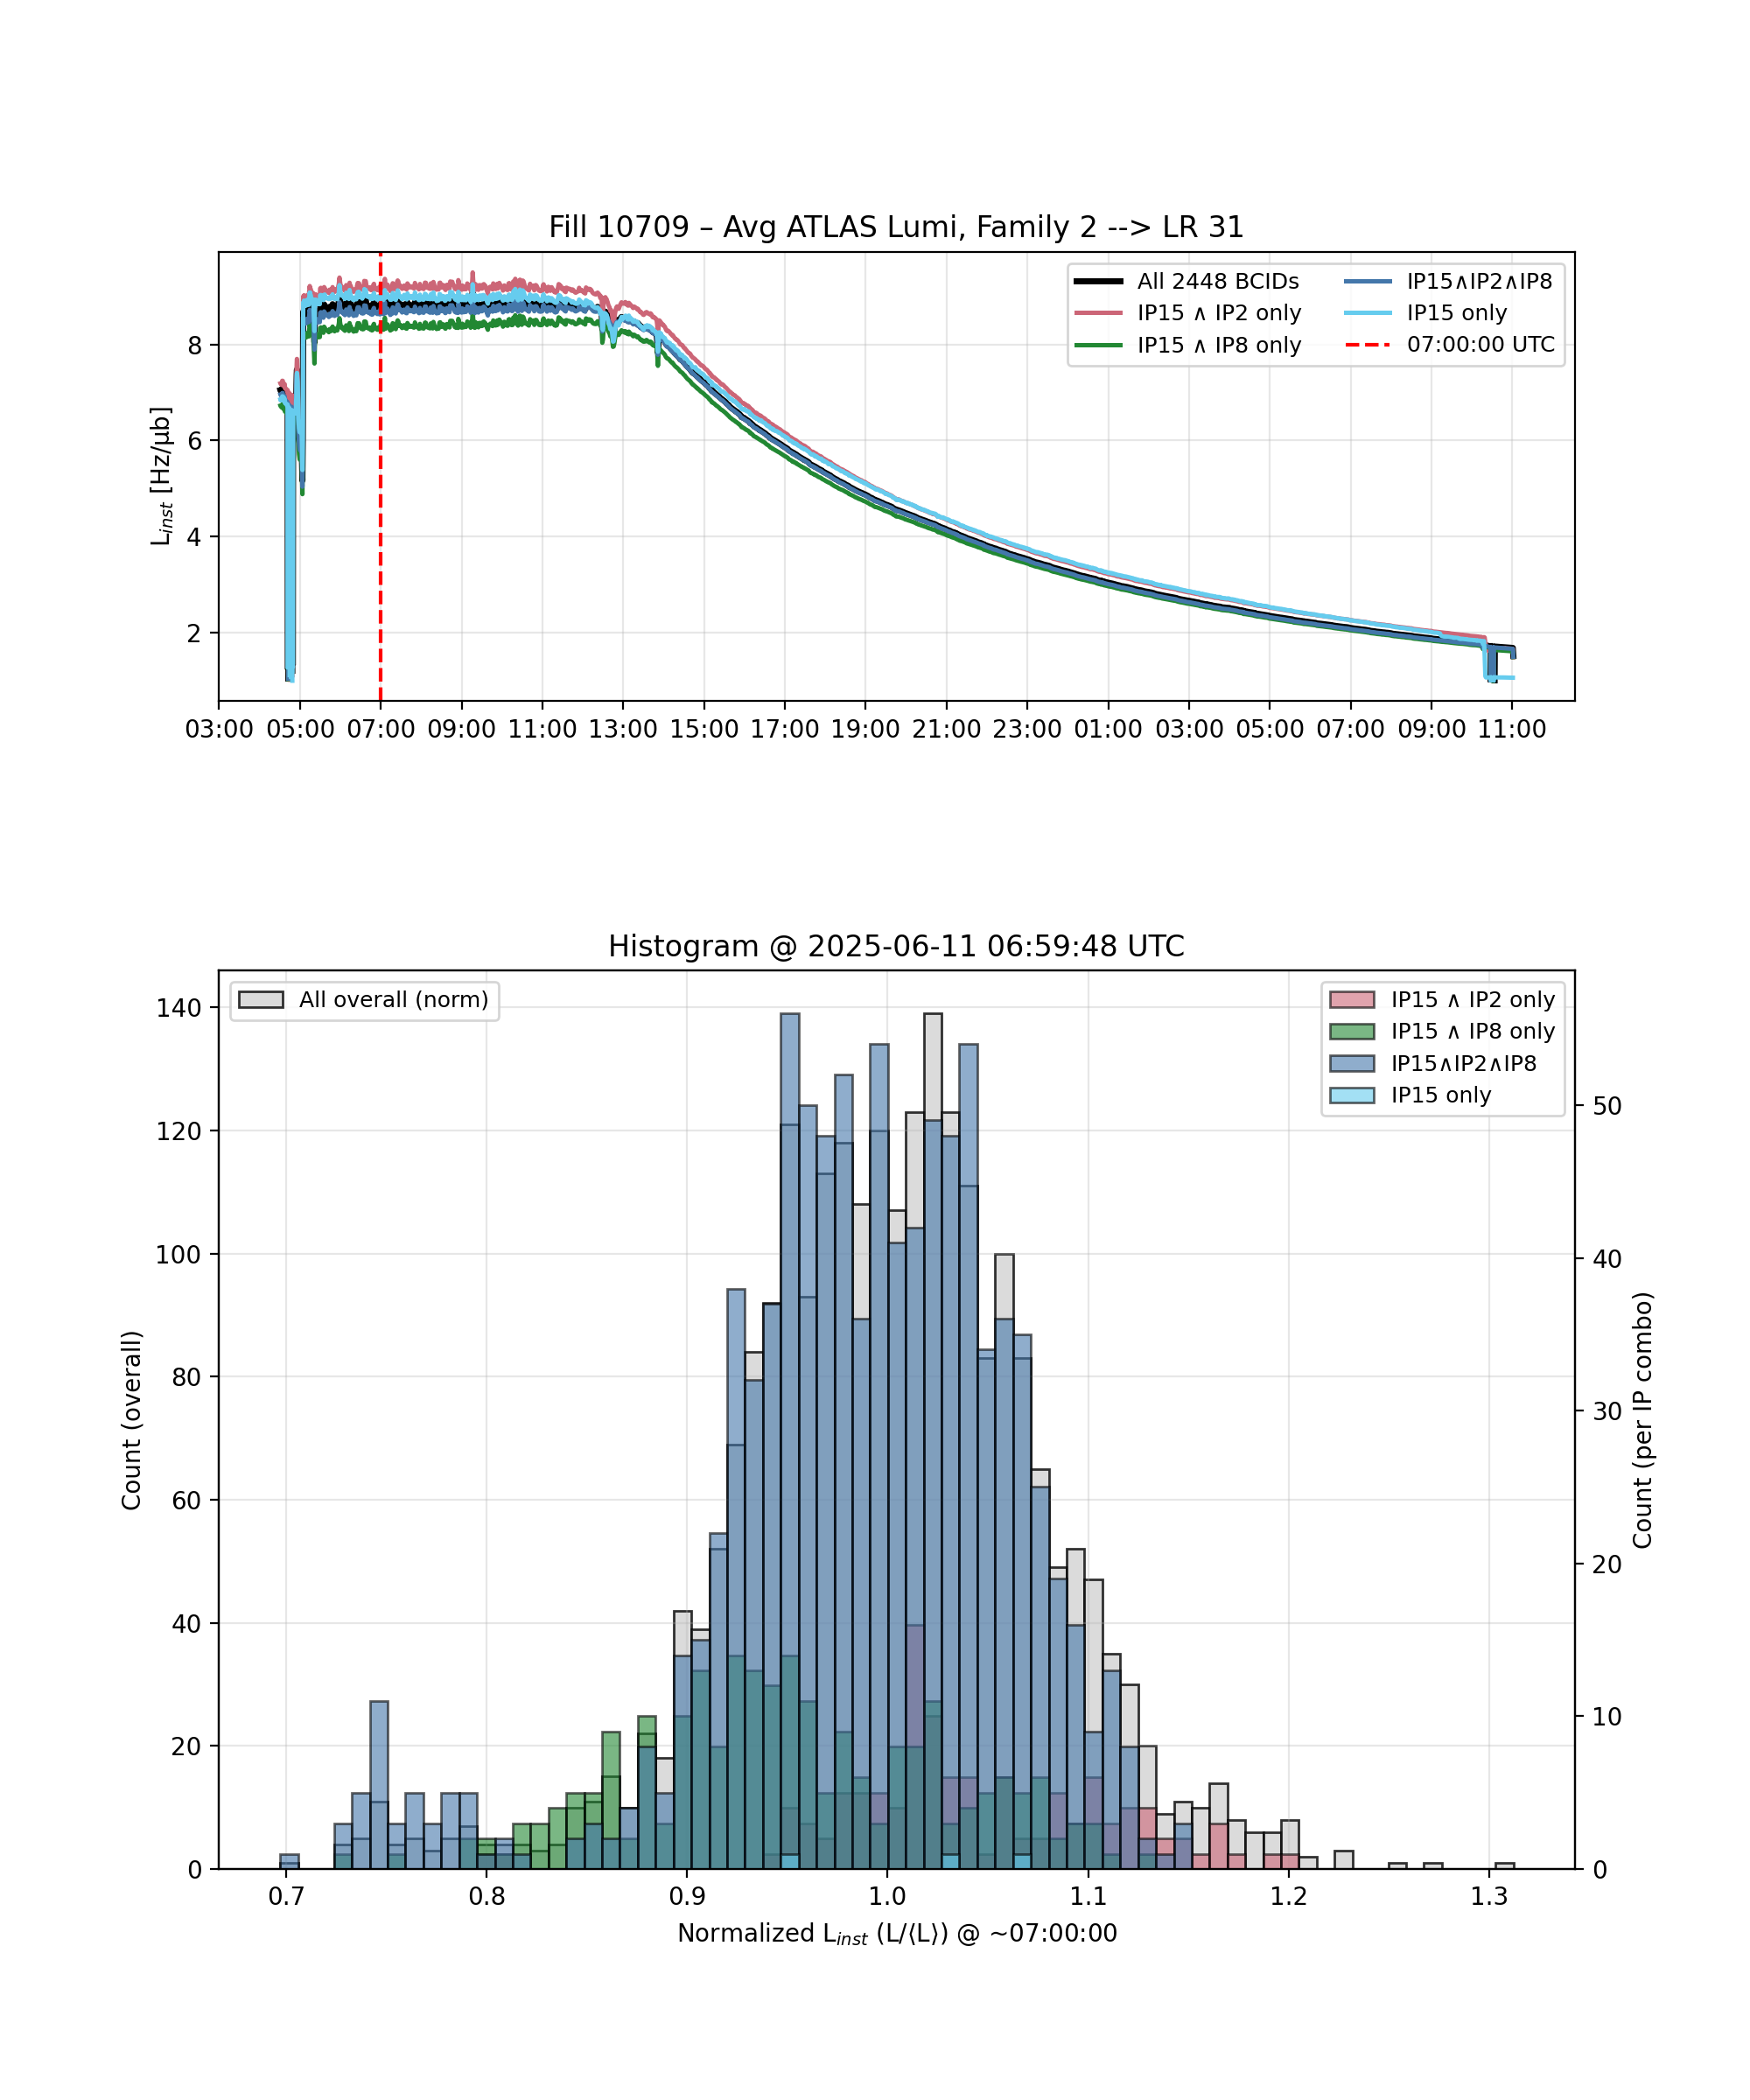 Fill 10709 – Avg ATLAS Lumi, Family 2 --> LR 31
All 2448 BCIDs
IP15 ∧ IP2 only
IP15 ∧ IP8 only
IP15∧IP2∧IP8
IP15 only
07:00:00 UTC
L_inst [Hz/μb]
8
6
4
2
03:00 05:00 07:00 09:00 11:00 13:00 15:00 17:00 19:00 21:00 23:00 01:00 03:00 05:00 07:00 09:00 11:00
Histogram @ 2025-06-11 06:59:48 UTC
All overall (norm)
IP15 ∧ IP2 only
IP15 ∧ IP8 only
IP15∧IP2∧IP8
IP15 only
Count (overall)
140
120
100
80
60
40
20
0
Count (per IP combo)
50
40
30
20
10
0
0.7 0.8 0.9 1.0 1.1 1.2 1.3
Normalized L_inst (L/⟨L⟩) @ ~07:00:00